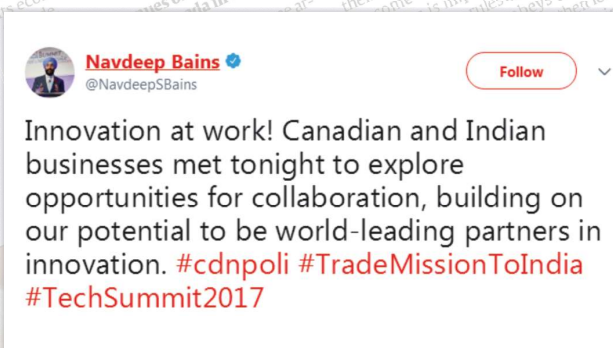 Navdeep Bains
@NavdeepSBains
Follow
Innovation at work! Canadian and Indian
businesses met tonight to explore
opportunities for collaboration, building on
our potential to be world-leading partners in
innovation. #cdnpoli #TradeMissionToIndia
#TechSummit2017